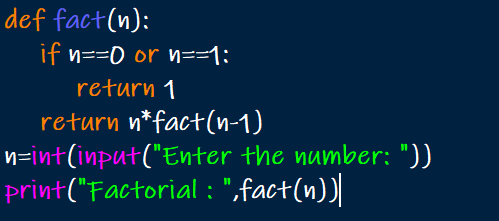 def fact(n):
    if n==0 or n==1:
        return 1
    return n*fact(n-1)
n=int(input("Enter the number: "))
print("Factorial : ",fact(n))